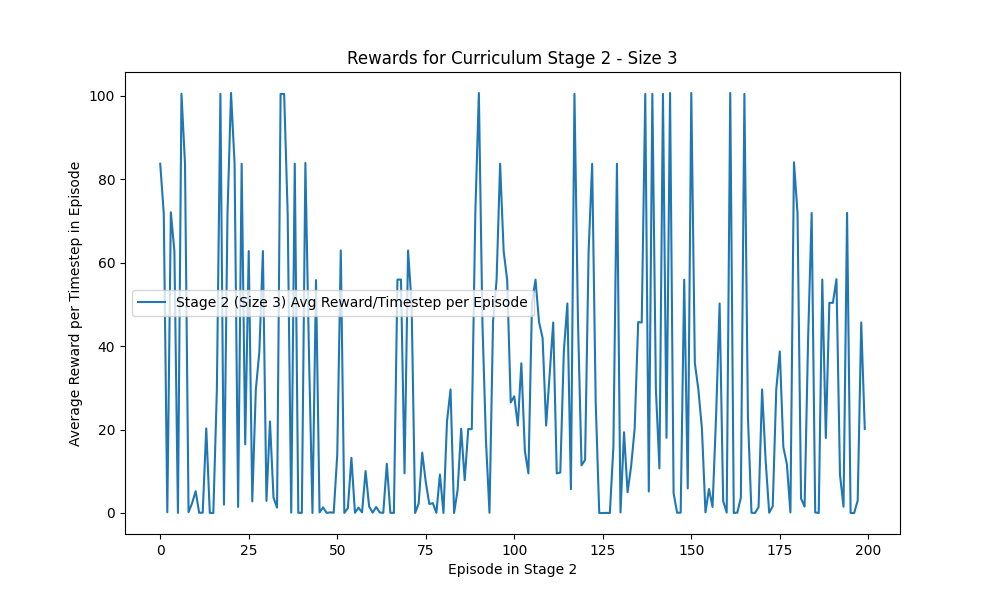 Rewards for Curriculum Stage 2 - Size 3
Average Reward per Timestep in Episode
100
80
60
40
20
0
Stage 2 (Size 3) Avg Reward/Timestep per Episode
0 25 50 75 100 125 150 175 200
Episode in Stage 2